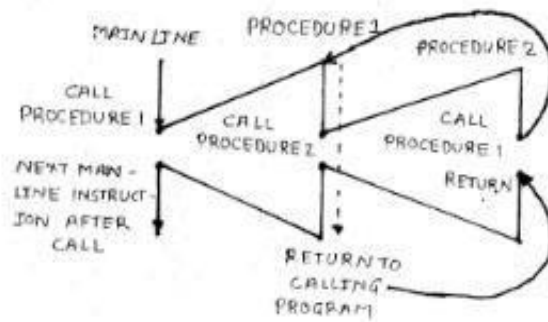 MAIN LINE
PROCEDURE 1
PROCEDURE 2
CALL
PROCEDURE 1
CALL
PROCEDURE 2
CALL
PROCEDURE 1
NEXT MAN -
LINE INSTRUCT -
ION AFTER
CALL
RETURN
RETURN TO
CALLING
PROGRAM